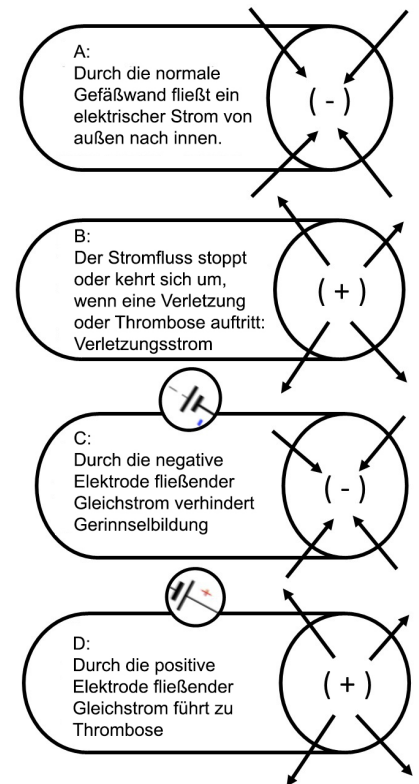 A:
Durch die normale
Gefäßwand fließt ein
elektrischer Strom von
außen nach innen.
( - )
B:
Der Stromfluss stoppt
oder kehrt sich um,
wenn eine Verletzung
oder Thrombose auftritt:
Verletzungsstrom
( + )
C:
Durch die negative
Elektrode fließender
Gleichstrom verhindert
Gerinnselbildung
( - )
+
D:
Durch die positive
Elektrode fließender
Gleichstrom führt zu
Thrombose
( + )